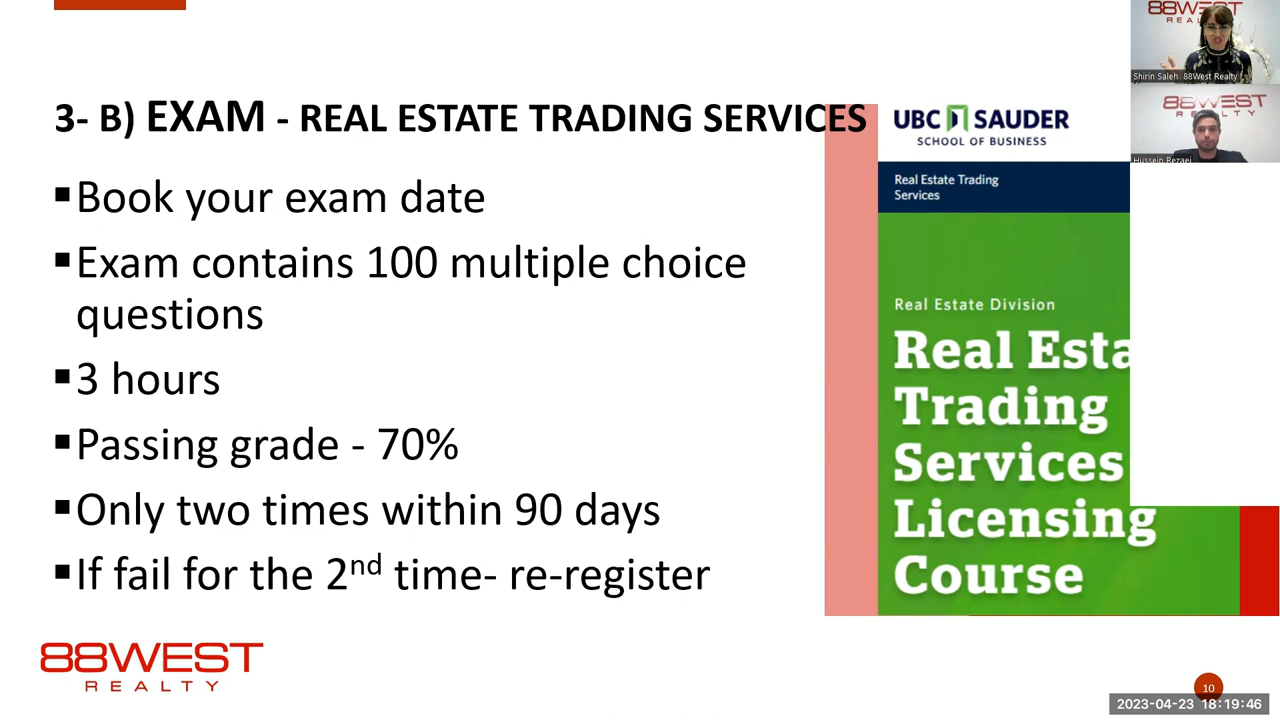 3- B) EXAM - REAL ESTATE TRADING SERVICES
▪Book your exam date
▪Exam contains 100 multiple choice
questions
▪3 hours
▪Passing grade - 70%
▪Only two times within 90 days
▪If fail for the 2nd time- re-register
88WEST
REALTY
UBC SAUDER
SCHOOL OF BUSINESS
Real Estate Trading
Services
Real Estate Division
Real Esta
Trading
Services
Licensing
Course
88WEST
REALTY
Shirin Saleh 88West Realty
88WEST
REALTY
Hussein Rezaei
10
2023-04-23 18:19:46